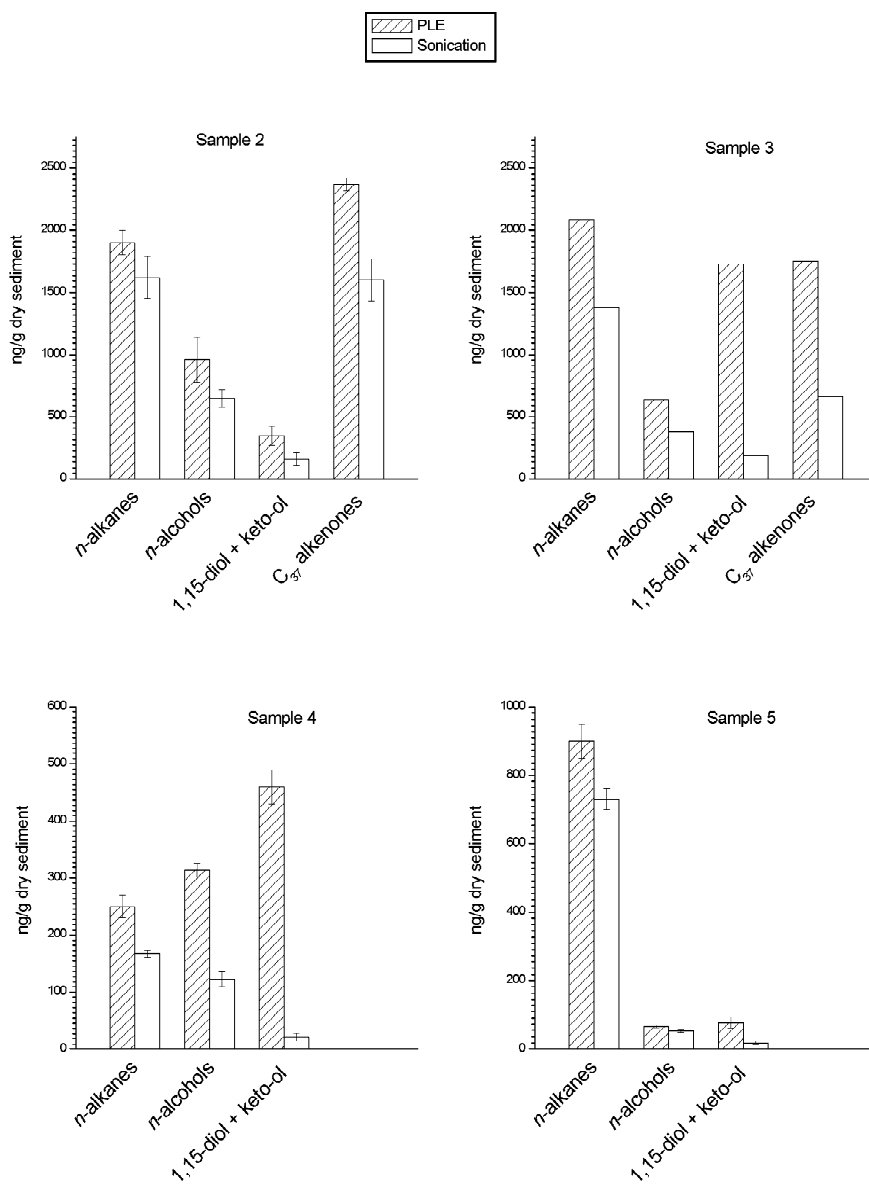 PLE
Sonication
Sample 2
2500
2000
1500
1000
500
0
ng/g dry sediment
n-alkanes
n-alcohols
1,15-diol + keto-ol
C37 alkenones
Sample 3
2500
2000
1500
1000
500
0
ng/g dry sediment
n-alkanes
n-alcohols
1,15-diol + keto-ol
C37 alkenones
Sample 4
600
500
400
300
200
100
0
ng/g dry sediment
n-alkanes
n-alcohols
1,15-diol + keto-ol
Sample 5
1000
800
600
400
200
0
ng/g dry sediment
n-alkanes
n-alcohols
1,15-diol + keto-ol